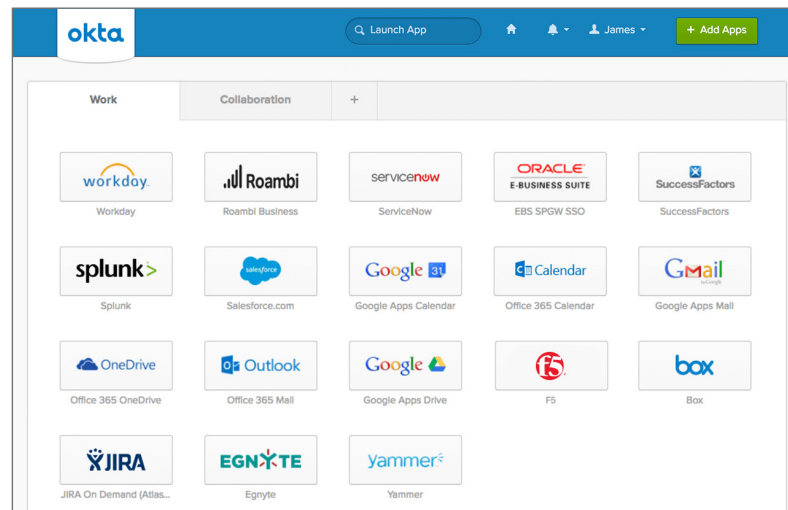 okta
Launch App
James
+ Add Apps
Work
Collaboration
+
workday.
Roambi
servicenow
ORACLE
E-BUSINESS SUITE
SuccessFactors
Workday
Roambi Business
ServiceNow
EBS SPGW SSO
SuccessFactors
splunk>
salesforce
Google 31
Calendar
Gmail
by Google
Splunk
Salesforce.com
Google Apps Calendar
Office 365 Calendar
Google Apps Mail
OneDrive
Outlook
Google
f5
box
Office 365 OneDrive
Office 365 Mail
Google Apps Drive
F5
Box
JIRA
EGNYTE
yammer
JIRA On Demand (Atlas...
Egnyte
Yammer